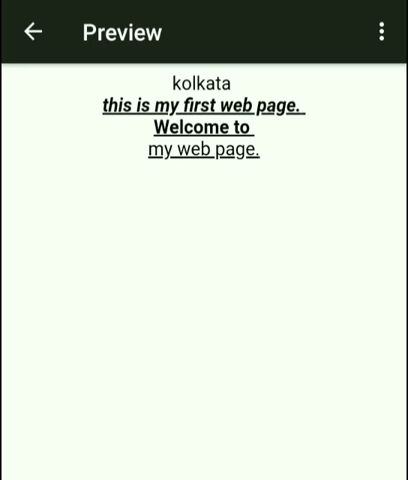 Preview
kolkata
this is my first web page.
Welcome to
my web page.